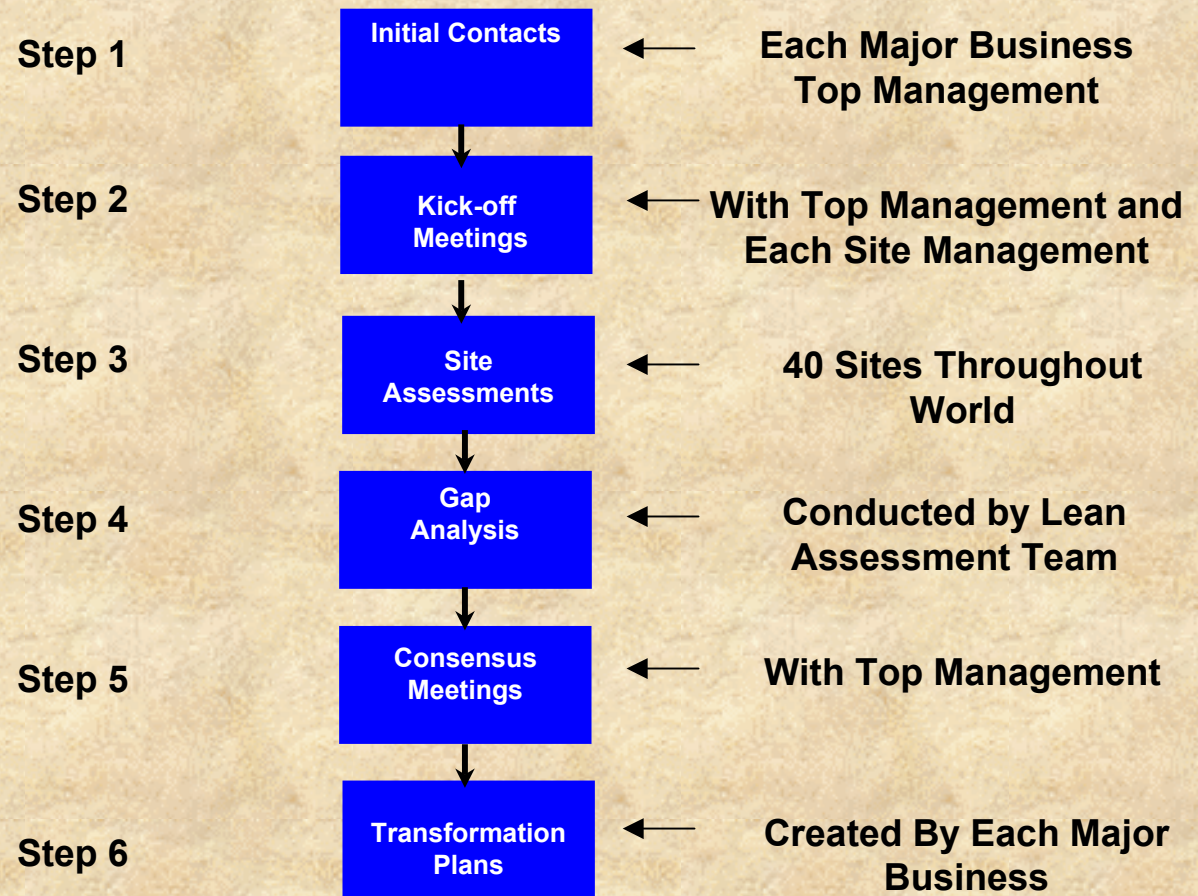 Step 1
Initial Contacts
Each Major Business
Top Management
Step 2
Kick-off
Meetings
With Top Management and
Each Site Management
Step 3
Site
Assessments
40 Sites Throughout
World
Step 4
Gap
Analysis
Conducted by Lean
Assessment Team
Step 5
Consensus
Meetings
With Top Management
Step 6
Transformation
Plans
Created By Each Major
Business